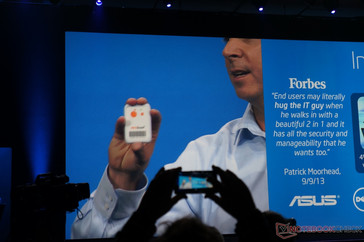 In
Forbes
"End users may literally
hug the IT guy when
he walks in with a
beautiful 2 in 1 and it
has all the security and
manageability that he
wants too."
Patrick Moorhead,
9/9/13
ASUS
NOTEBOOKCHECK